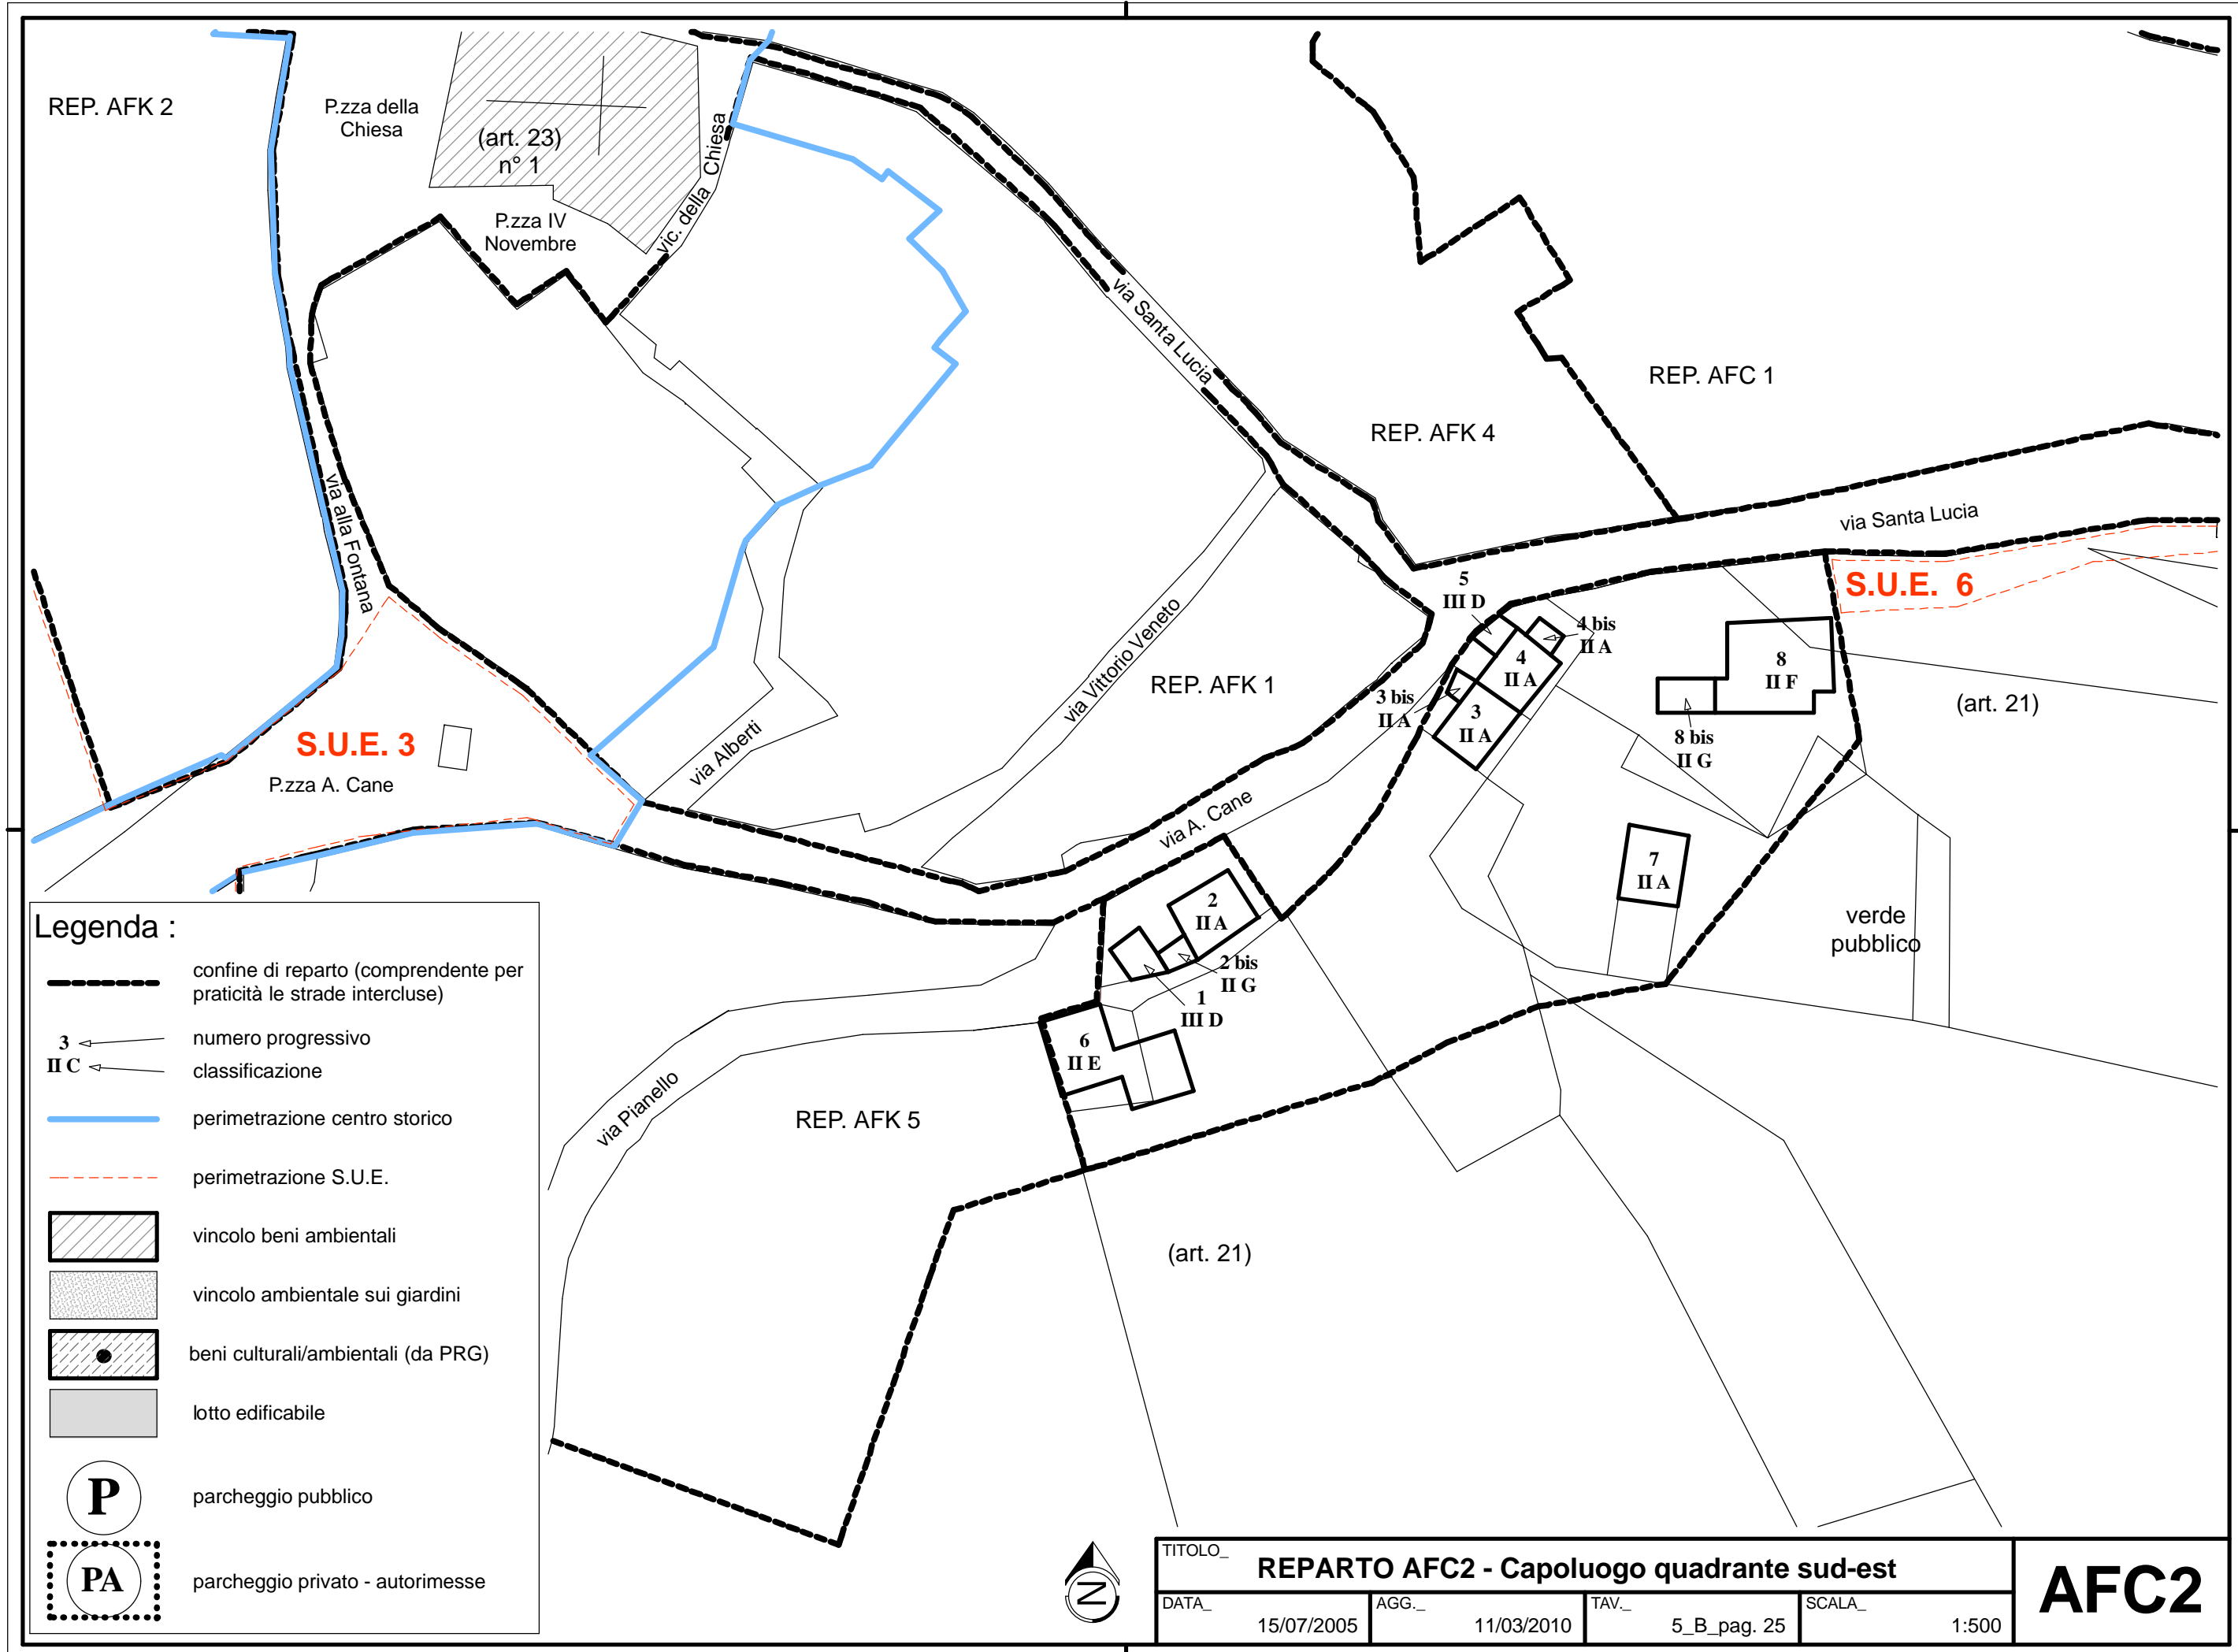 REP. AFK 2
P.zza della
Chiesa
(art. 23)
n° 1
P.zza IV
Novembre
vic. della Chiesa
via Santa Lucia
REP. AFC 1
REP. AFK 4
via Santa Lucia
via alla Fontana
S.U.E. 6
5
III D
4 bis
II A
4
II A
3 bis
II A
3
II A
8
II F
8 bis
II G
(art. 21)
via Vittorio Veneto
REP. AFK 1
S.U.E. 3
P.zza A. Cane
via Alberti
via A. Cane
7
II A
verde
pubblico
2
II A
2 bis
II G
1
III D
6
II E
via Pianello
REP. AFK 5
(art. 21)
Legenda :
confine di reparto (comprendente per
praticità le strade intercluse)
3
numero progressivo
II C
classificazione
perimetrazione centro storico
perimetrazione S.U.E.
vincolo beni ambientali
vincolo ambientale sui giardini
beni culturali/ambientali (da PRG)
lotto edificabile
P
parcheggio pubblico
PA
parcheggio privato - autorimesse
N
TITOLO_
REPARTO AFC2 - Capoluogo quadrante sud-est
DATA_
15/07/2005
AGG._
11/03/2010
TAV._
5_B_pag. 25
SCALA_
1:500
AFC2